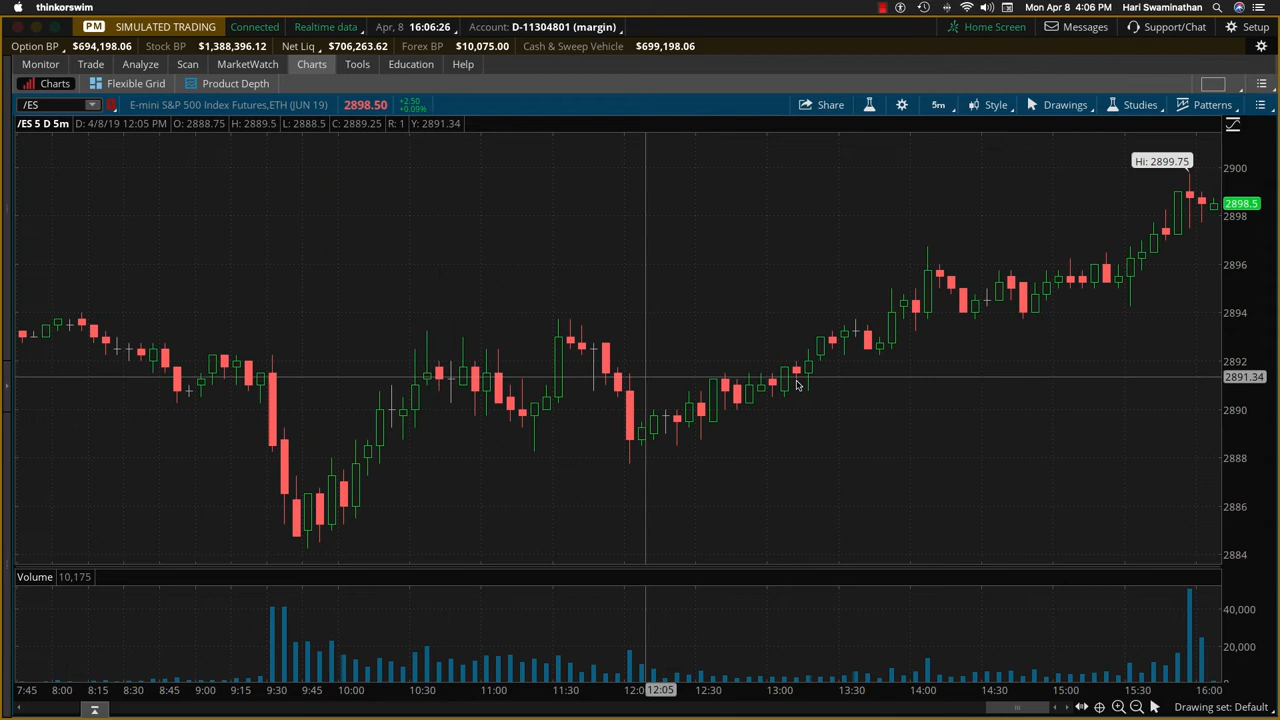 thinkorswim Mon Apr 8 4:06 PM Hari Swaminathan
PM SIMULATED TRADING Connected Realtime data Apr, 8 16:06:26 Account: D-11304801 (margin) Home Screen Messages Support/Chat Setup
Option BP $694,198.06 Stock BP $1,388,396.12 Net Liq $706,263.62 Forex BP $10,075.00 Cash & Sweep Vehicle $699,198.06
Monitor Trade Analyze Scan MarketWatch Charts Tools Education Help
Charts Flexible Grid Product Depth
/ES E-mini S&P 500 Index Futures,ETH (JUN 19) 2898.50 +2.50 +0.09% Share 5m Style Drawings Studies Patterns
/ES 5 D 5m D: 4/8/19 12:05 PM O: 2888.75 H: 2889.5 L: 2888.5 C: 2889.25 R: 1 Y: 2891.34
Hi: 2899.75
2900
2898.5
2898
2896
2894
2892
2891.34
2890
2888
2886
2884
Volume 10,175
40,000
20,000
0
7:45 8:00 8:15 8:30 8:45 9:00 9:15 9:30 9:45 10:00 10:30 11:00 11:30 12:0 12:05 12:30 13:00 13:30 14:00 14:30 15:00 15:30 16:00
Drawing set: Default